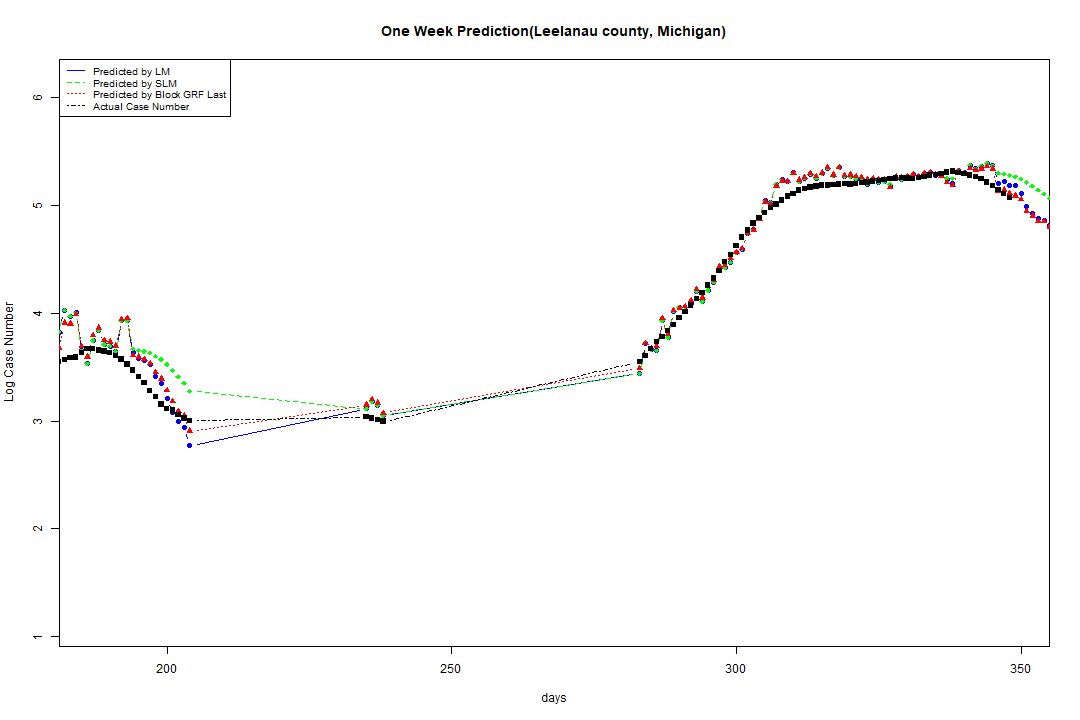 One Week Prediction(Leelanau county, Michigan)
Predicted by LM
Predicted by SLM
Predicted by Block GRF Last
Actual Case Number
6
5
4
3
2
1
Log Case Number
200 250 300 350
days